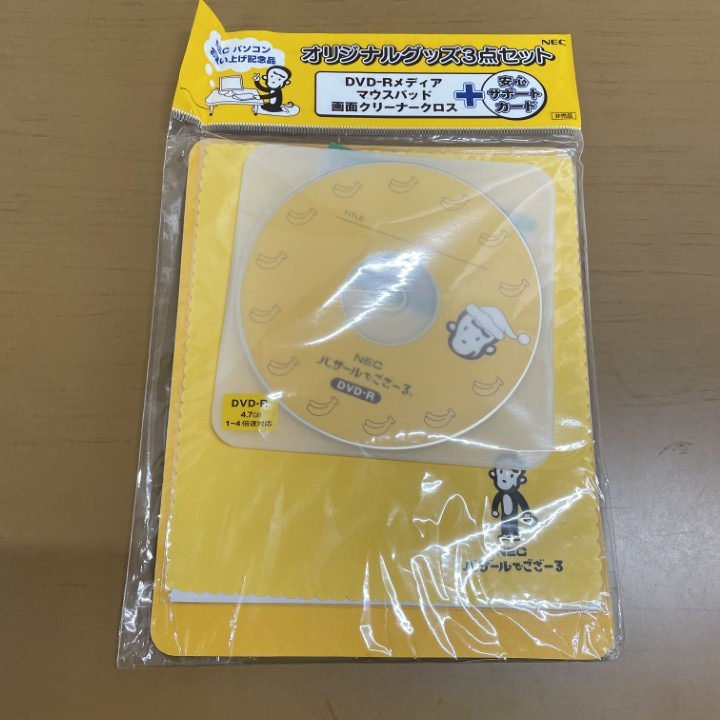 パソコン
い上げ記念品
オリジナルグッズ3点セット
NEC
DVD-Rメディア
マウスパッド
画面クリーナークロス
+
安心
サポート
カード
非売品
TITLE:
NEC
バザールでござーる
DVD-R
DVD-R
4.7GB
1~4倍速対応
NEC
バザールでござーる